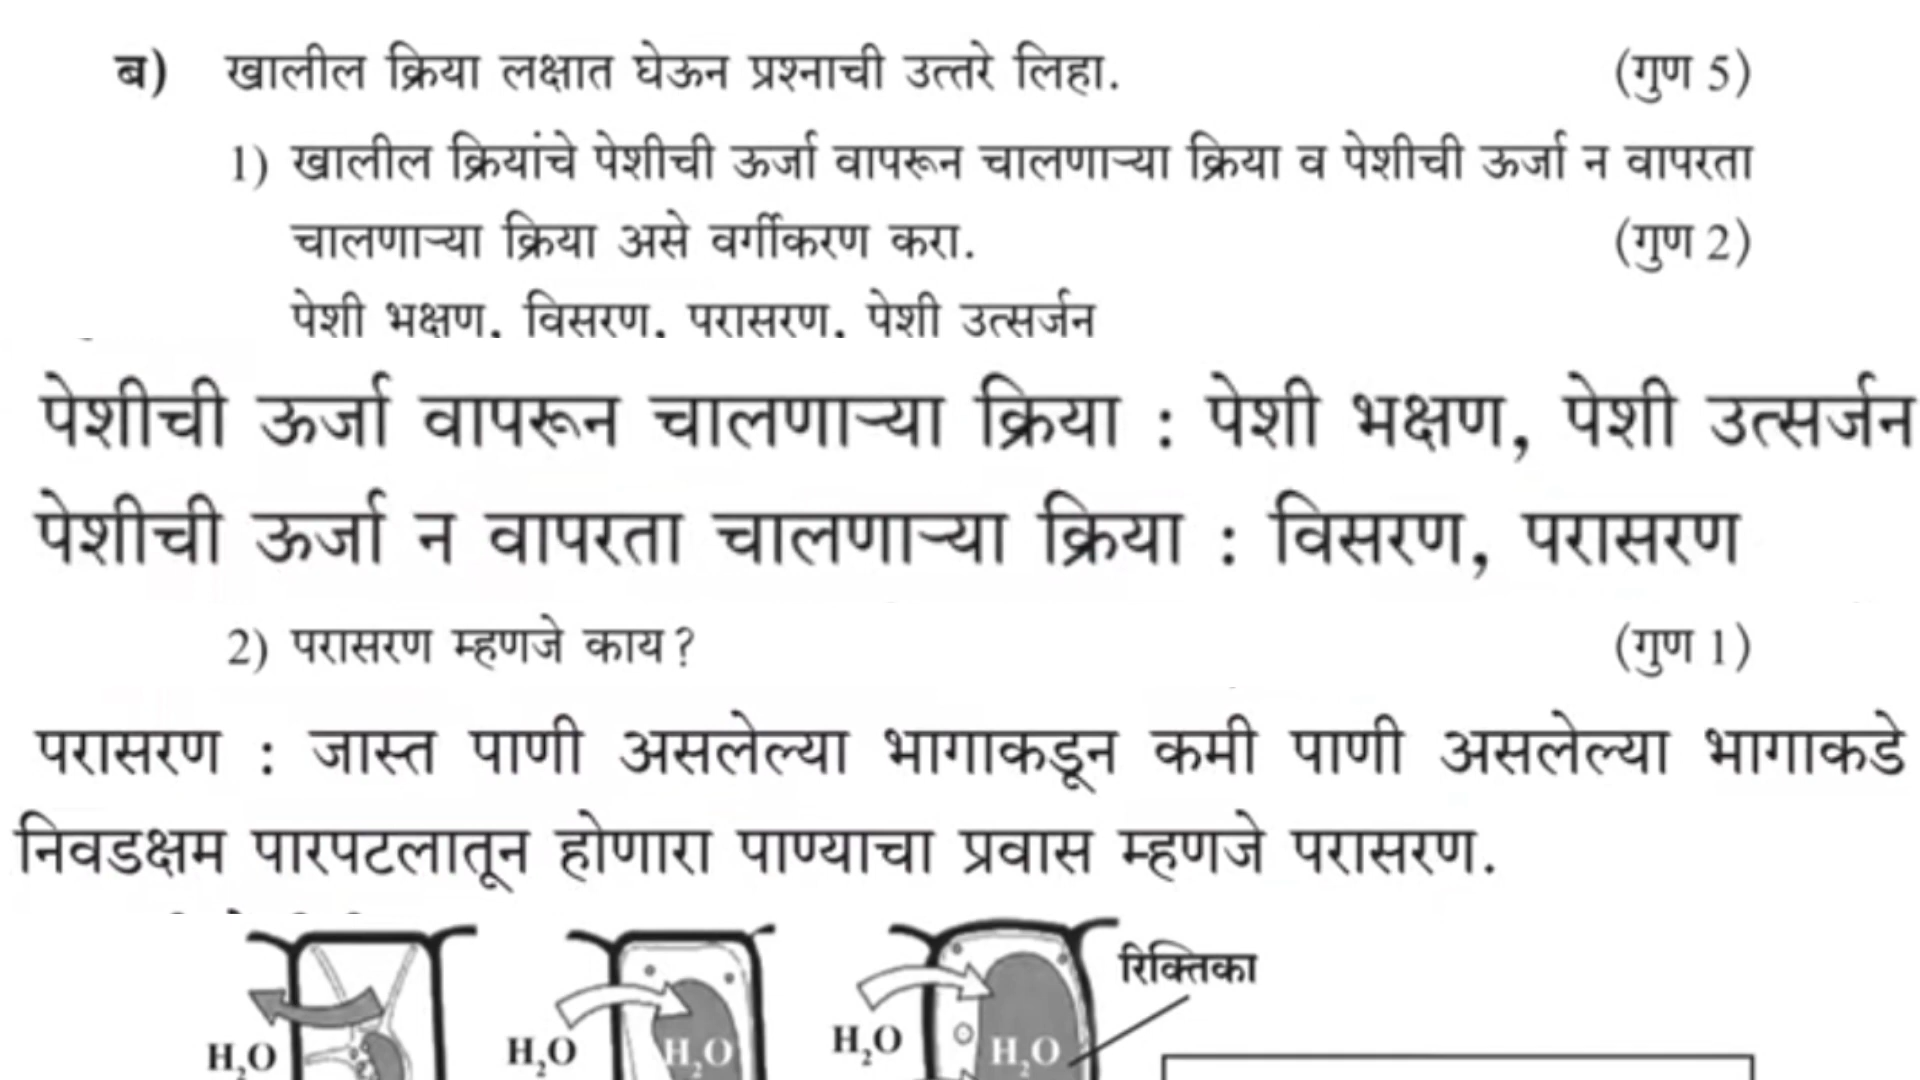 ब) खालील क्रिया लक्षात घेऊन प्रश्नाची उत्तरे लिहा. (गुण 5)
1) खालील क्रियांचे पेशीची ऊर्जा वापरून चालणाऱ्या क्रिया व पेशीची ऊर्जा न वापरता
चालणाऱ्या क्रिया असे वर्गीकरण करा. (गुण 2)
पेशी भक्षण, विसरण, परासरण, पेशी उत्सर्जन
पेशीची ऊर्जा वापरून चालणाऱ्या क्रिया : पेशी भक्षण, पेशी उत्सर्जन
पेशीची ऊर्जा न वापरता चालणाऱ्या क्रिया : विसरण, परासरण
2) परासरण म्हणजे काय? (गुण 1)
परासरण : जास्त पाणी असलेल्या भागाकडून कमी पाणी असलेल्या भागाकडे
निवडक्षम पारपटलातून होणारा पाण्याचा प्रवास म्हणजे परासरण.
रिक्तिका
H₂O H₂O H₂O H₂O H₂O